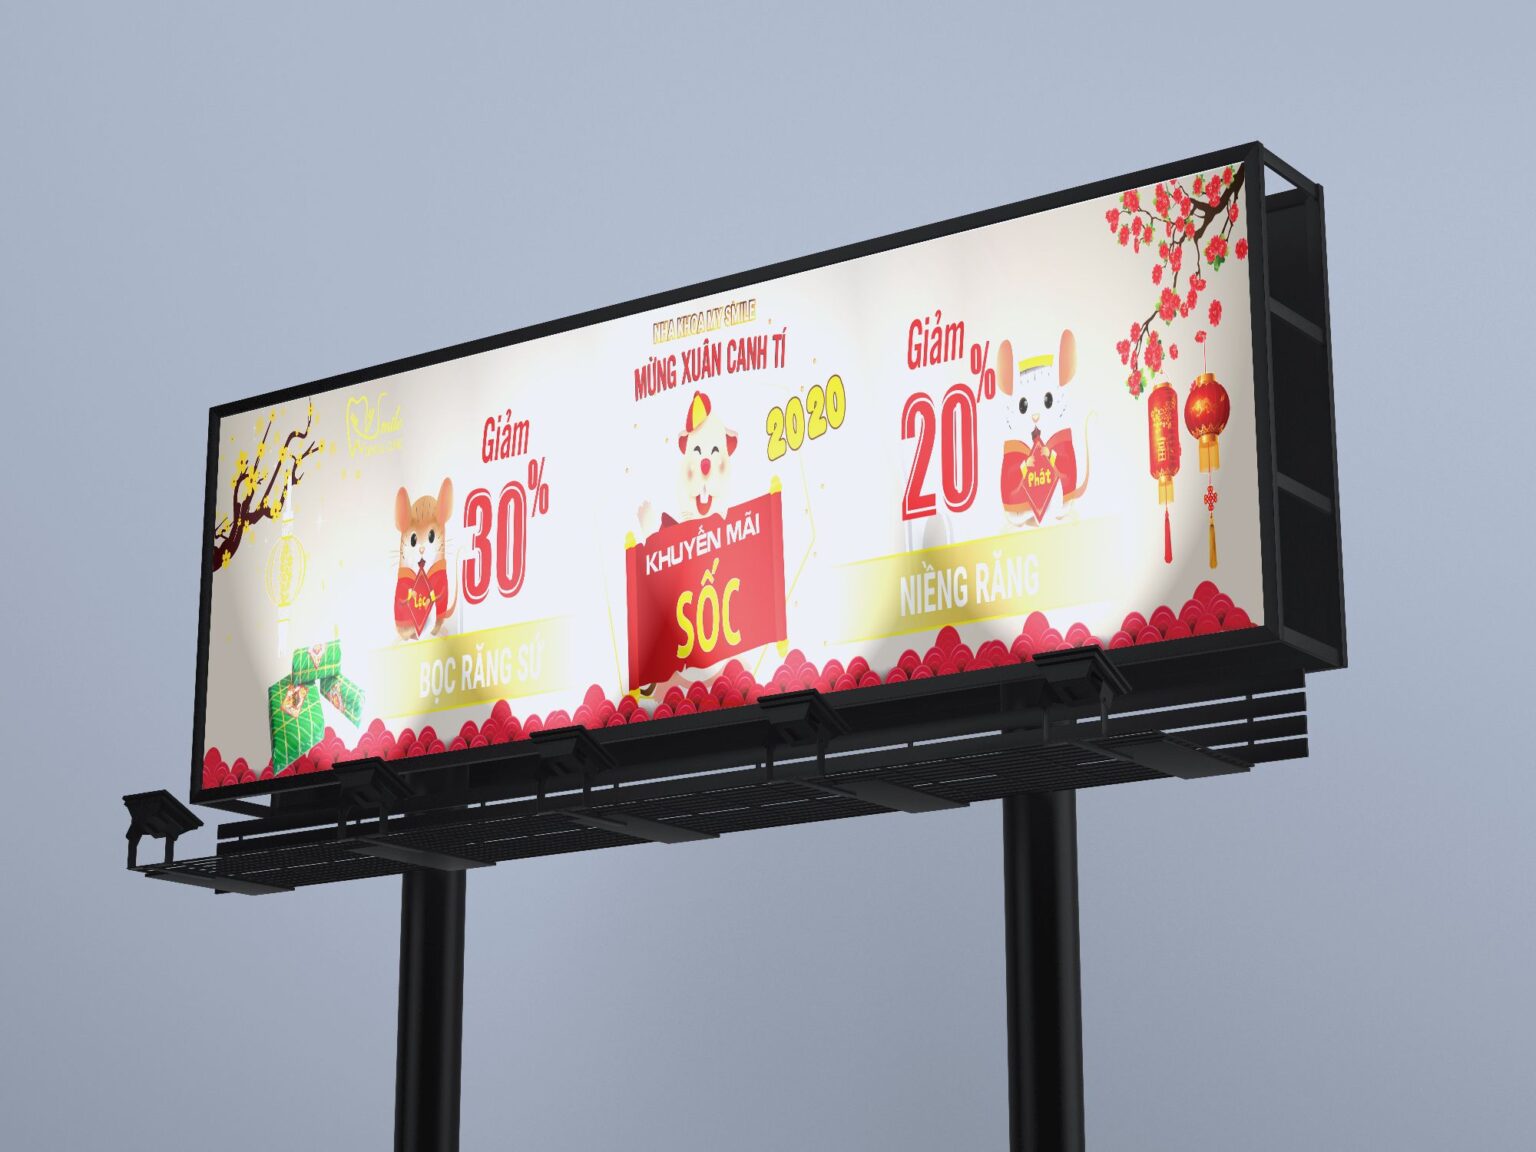 Smile
NHA KHOA MY SMILE
MỪNG XUÂN CANH TÍ
2020
Giảm
30%
Lộc
BỌC RĂNG SỨ
KHUYẾN MÃI
SỐC
Giảm
20%
Phát
NIỀNG RĂNG